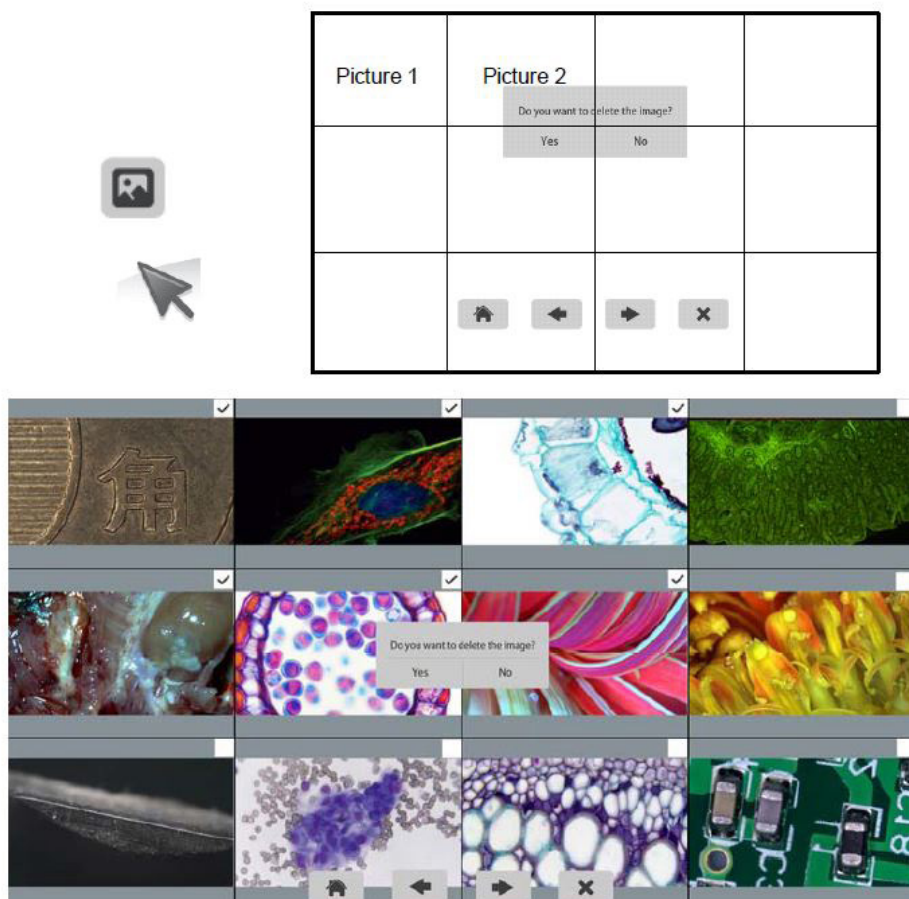 Picture 1
Picture 2
Do you want to delete the image?
Yes No
角
Do you want to delete the image?
Yes No
C18